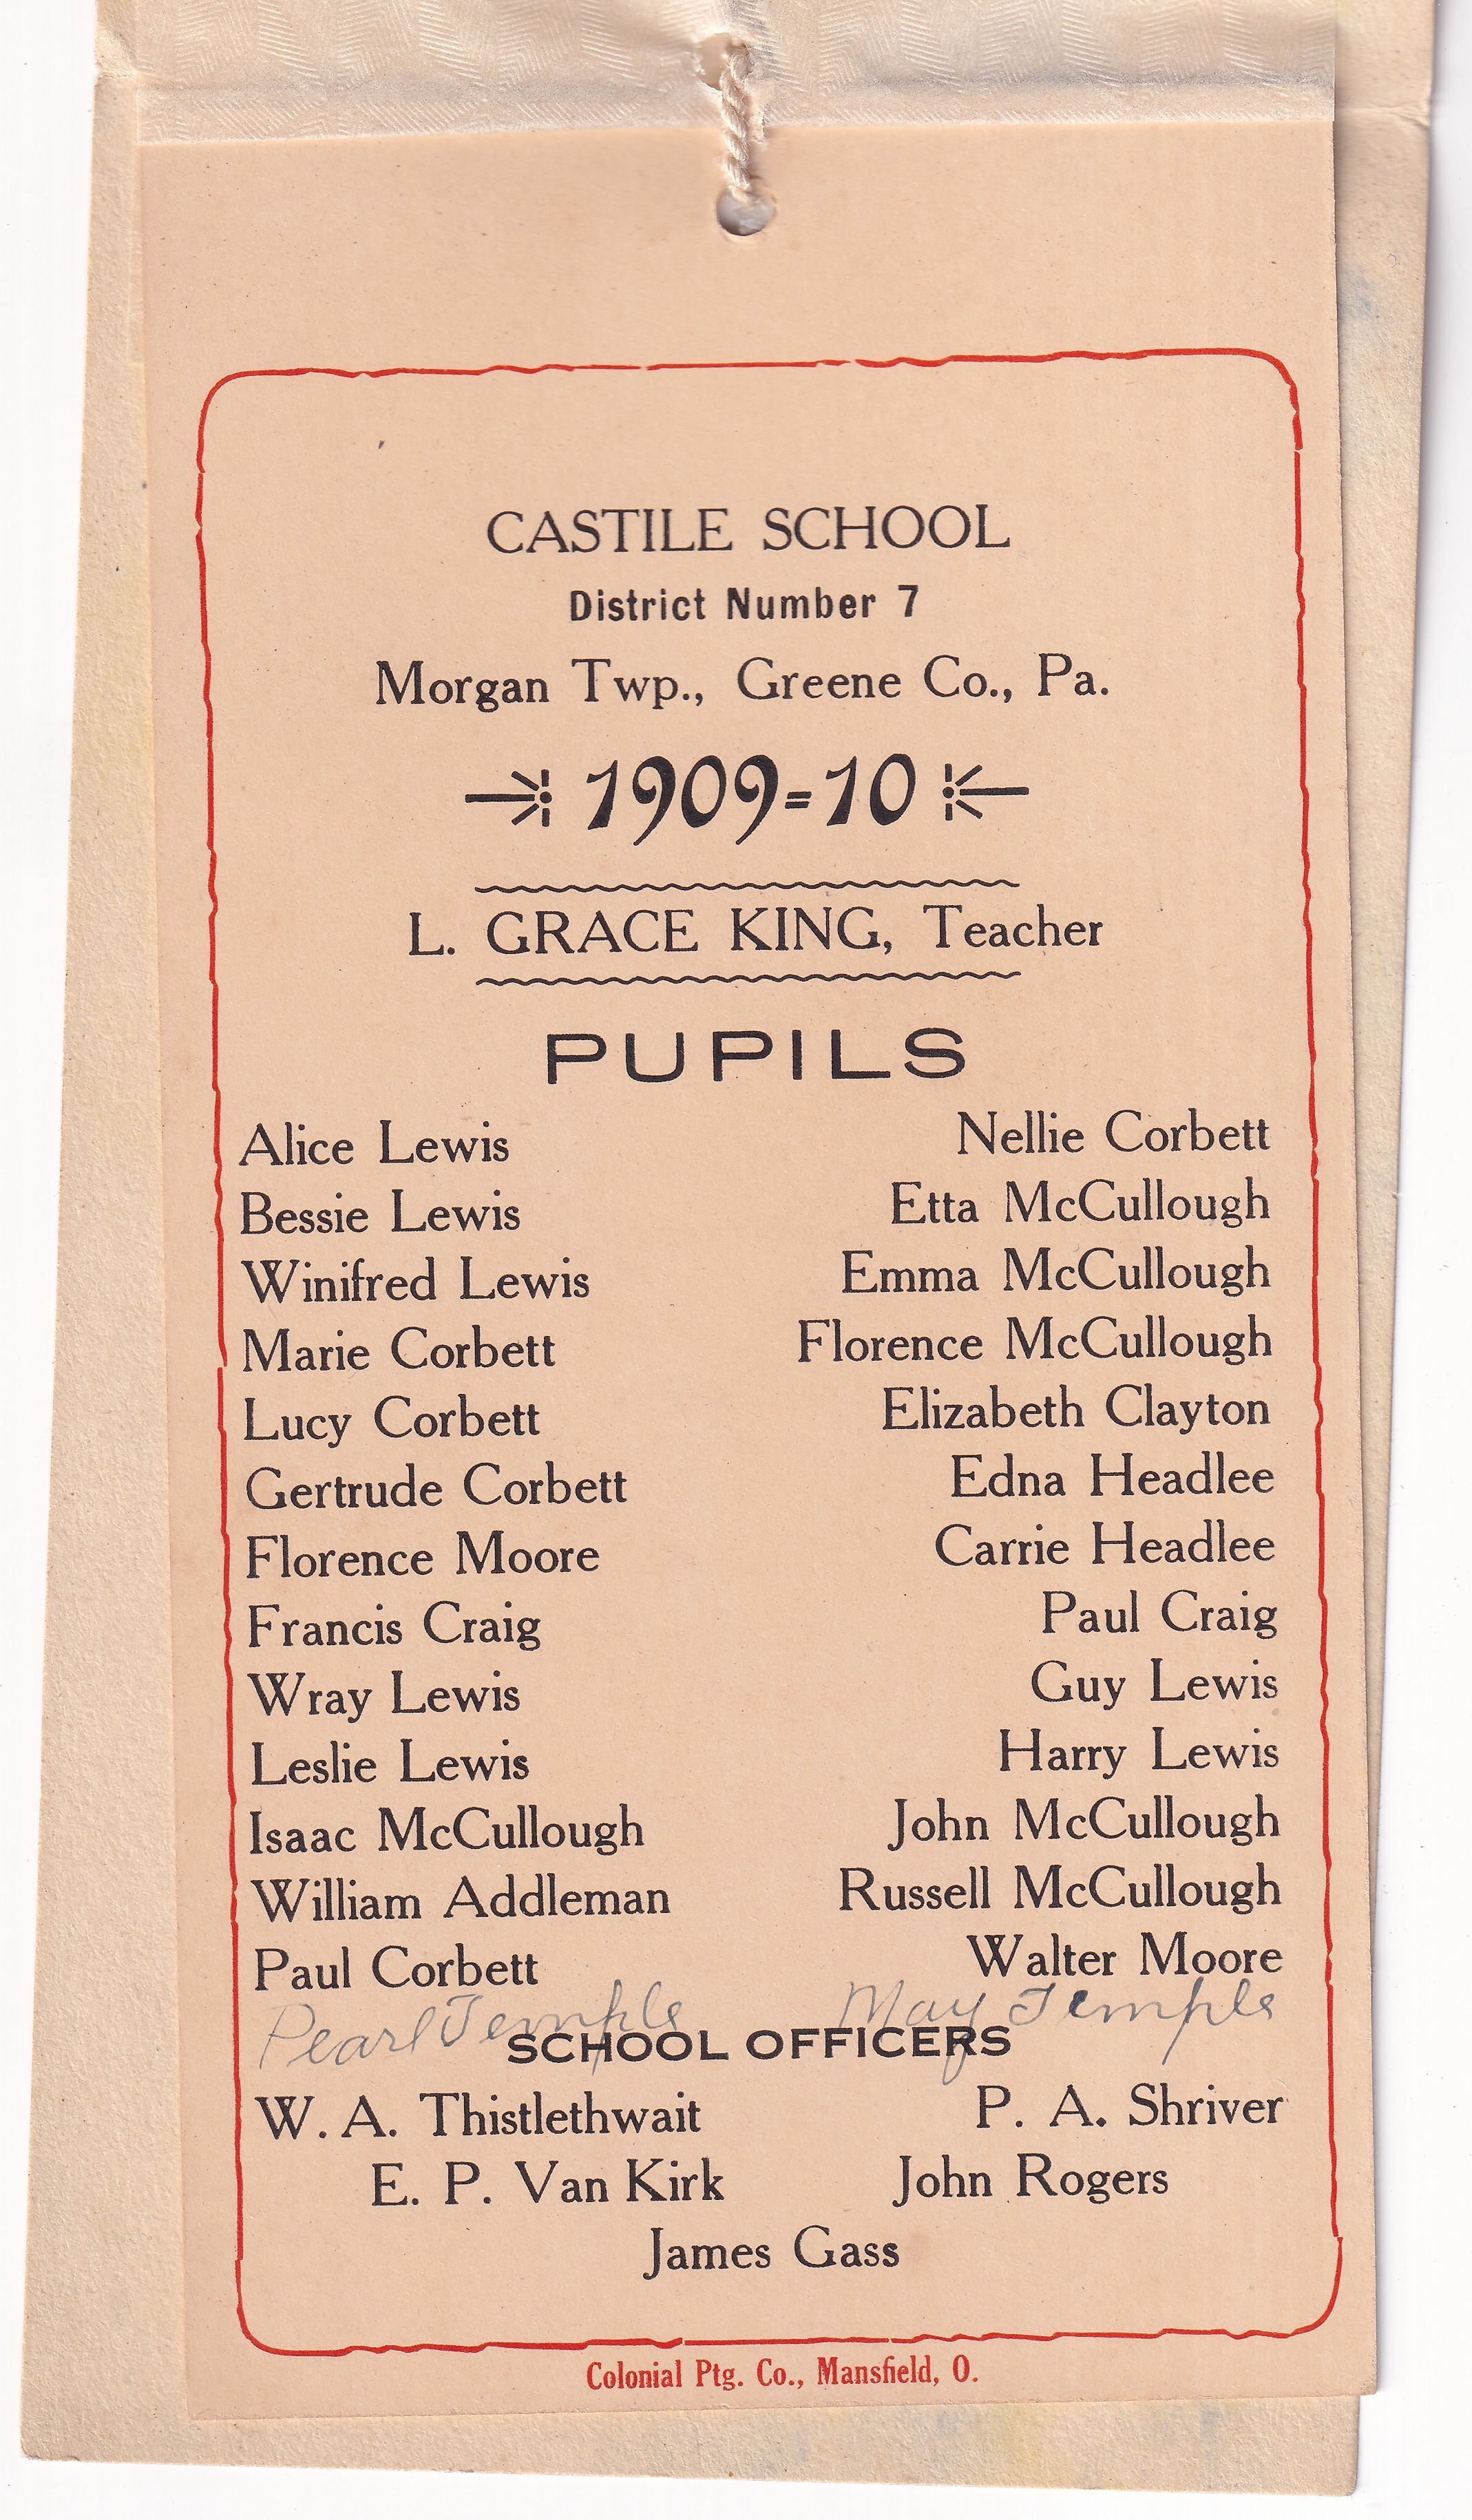 CASTILE SCHOOL
District Number 7
Morgan Twp., Greene Co., Pa.
1909=10
L. GRACE KING, Teacher
PUPILS
Alice Lewis Nellie Corbett
Bessie Lewis Etta McCullough
Winifred Lewis Emma McCullough
Marie Corbett Florence McCullough
Lucy Corbett Elizabeth Clayton
Gertrude Corbett Edna Headlee
Florence Moore Carrie Headlee
Francis Craig Paul Craig
Wray Lewis Guy Lewis
Leslie Lewis Harry Lewis
Isaac McCullough John McCullough
William Addleman Russell McCullough
Paul Corbett Walter Moore
Pearl Temple May Temple
SCHOOL OFFICERS
W. A. Thistlethwait P. A. Shriver
E. P. Van Kirk John Rogers
James Gass
Colonial Ptg. Co., Mansfield, O.